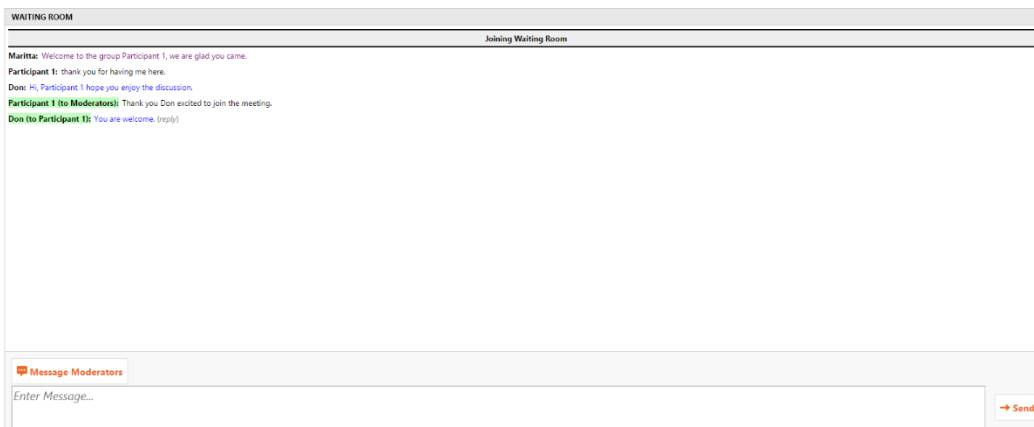 WAITING ROOM
Joining Waiting Room
Maritta: Welcome to the group Participant 1, we are glad you came.
Participant 1: thank you for having me here.
Don: Hi, Participant 1 hope you enjoy the discussion.
Participant 1 (to Moderators): Thank you Don excited to join the meeting.
Don (to Participant 1): You are welcome. (reply)
Message Moderators
Enter Message...
Send